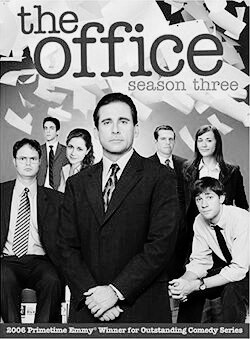 the
office
season three
2006 Primetime Emmy® Winner for Outstanding Comedy Series